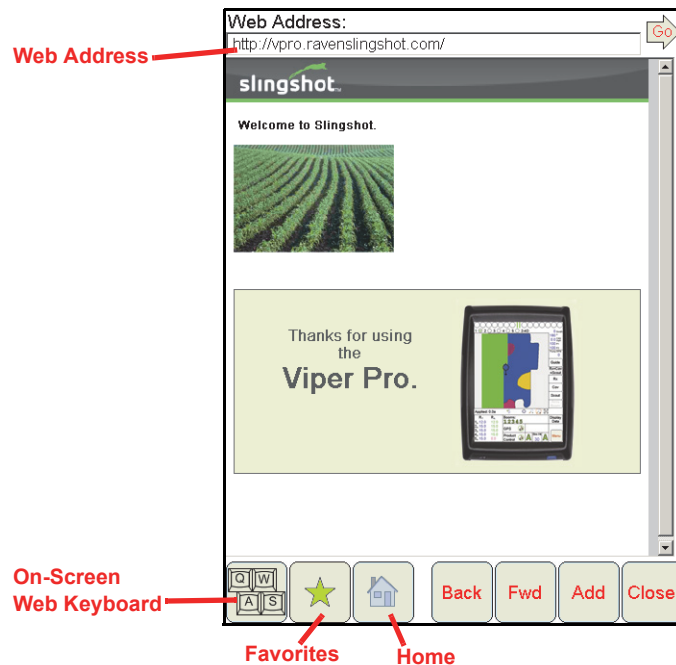 Web Address:
Go
Web Address
http://vpro.ravenslingshot.com/
slingshot
Welcome to Slingshot.
Thanks for using
the
Viper Pro.
On-Screen
Web Keyboard
Q W
A S
Back
Fwd
Add
Close
Favorites
Home